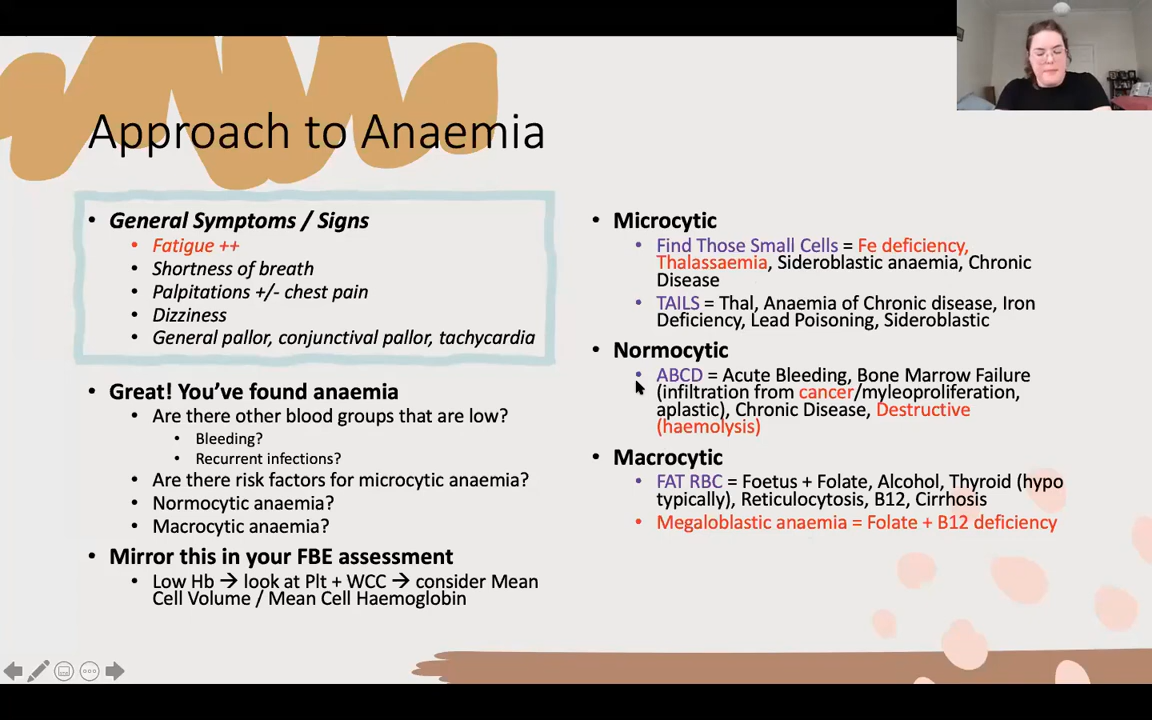 Approach to Anaemia
• General Symptoms / Signs
• Fatigue ++
• Shortness of breath
• Palpitations +/- chest pain
• Dizziness
• General pallor, conjunctival pallor, tachycardia
• Great! You've found anaemia
• Are there other blood groups that are low?
• Bleeding?
• Recurrent infections?
• Are there risk factors for microcytic anaemia?
• Normocytic anaemia?
• Macrocytic anaemia?
• Mirror this in your FBE assessment
• Low Hb → look at Plt + WCC → consider Mean
Cell Volume / Mean Cell Haemoglobin
• Microcytic
• Find Those Small Cells = Fe deficiency,
Thalassaemia, Sideroblastic anaemia, Chronic
Disease
• TAILS = Thal, Anaemia of Chronic disease, Iron
Deficiency, Lead Poisoning, Sideroblastic
• Normocytic
• ABCD = Acute Bleeding, Bone Marrow Failure
(infiltration from cancer/myleoproliferation,
aplastic), Chronic Disease, Destructive
(haemolysis)
• Macrocytic
• FAT RBC = Foetus + Folate, Alcohol, Thyroid (hypo
typically), Reticulocytosis, B12, Cirrhosis
• Megaloblastic anaemia = Folate + B12 deficiency